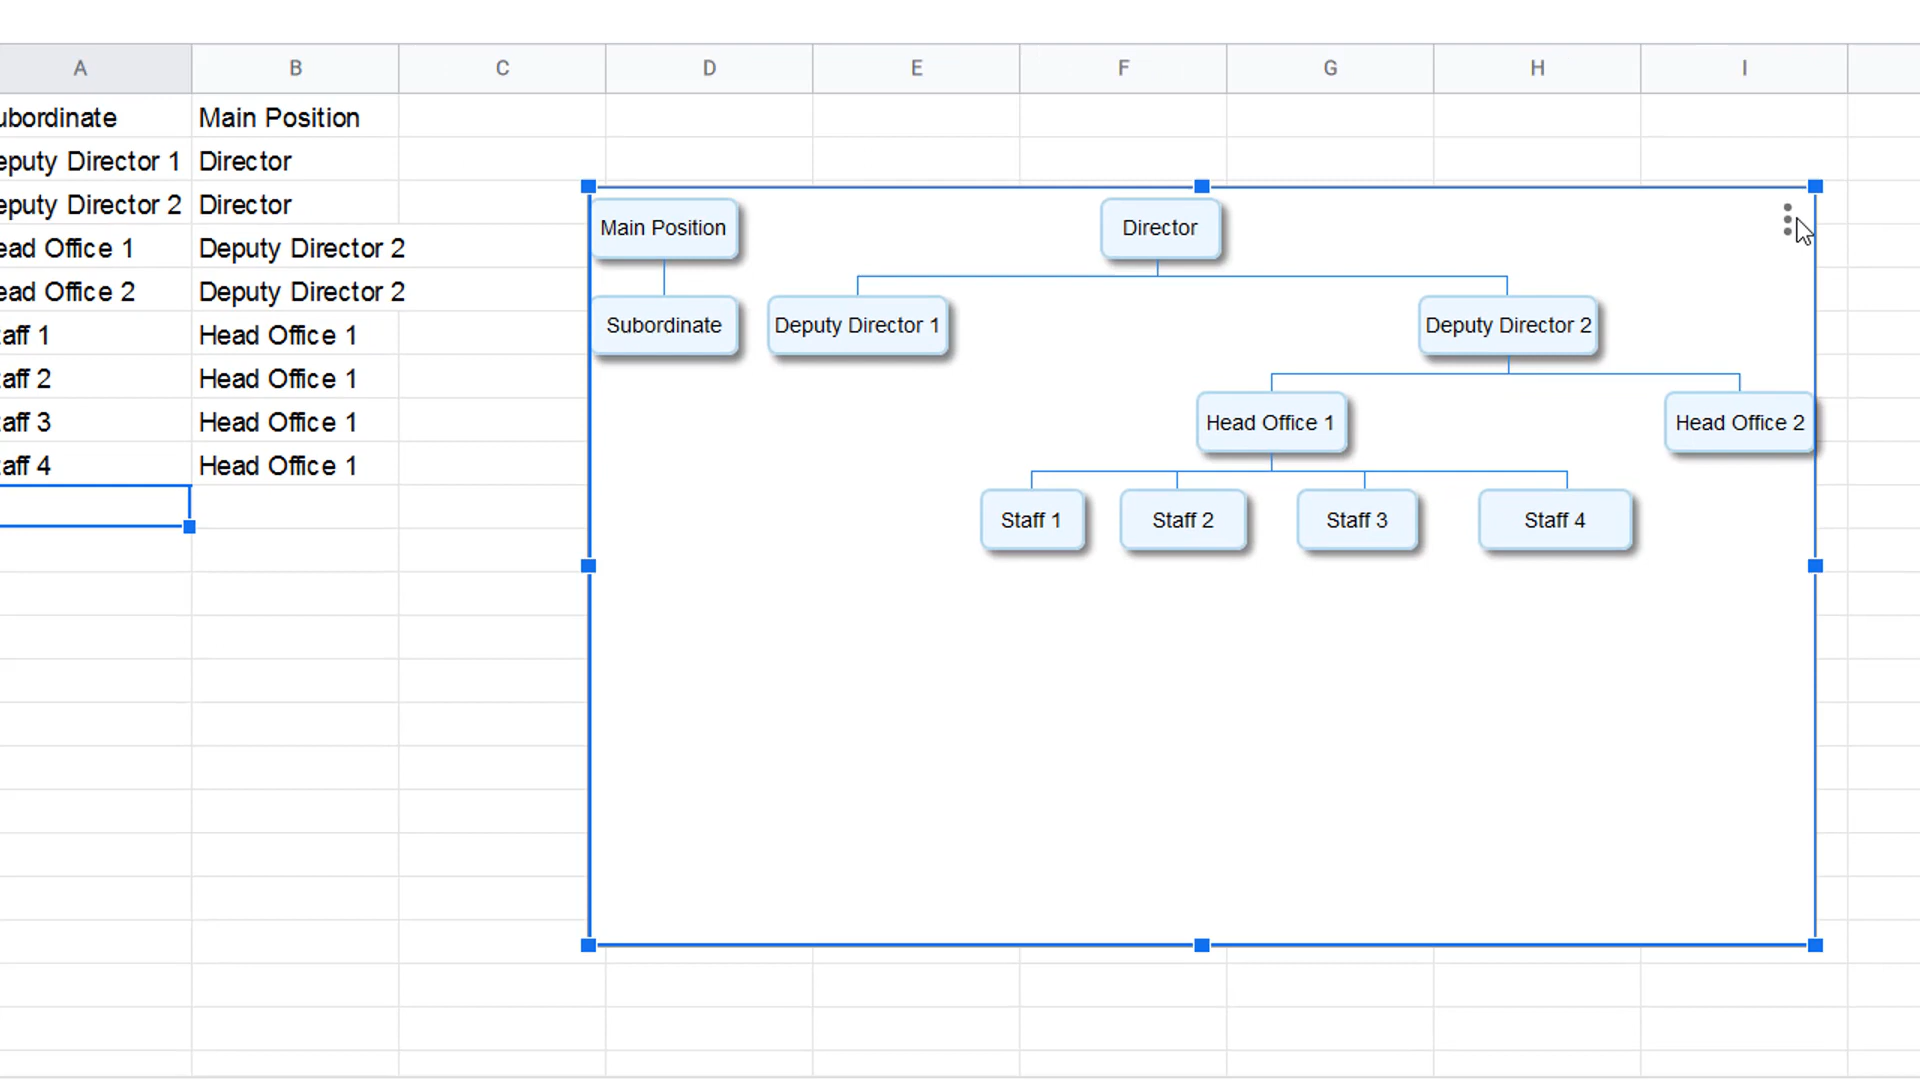 A B C D E F G H I
ubordinate Main Position
eputy Director 1 Director
eputy Director 2 Director
ead Office 1 Deputy Director 2
ead Office 2 Deputy Director 2
aff 1 Head Office 1
aff 2 Head Office 1
aff 3 Head Office 1
aff 4 Head Office 1
Main Position Director
Subordinate Deputy Director 1 Deputy Director 2
Head Office 1 Head Office 2
Staff 1 Staff 2 Staff 3 Staff 4